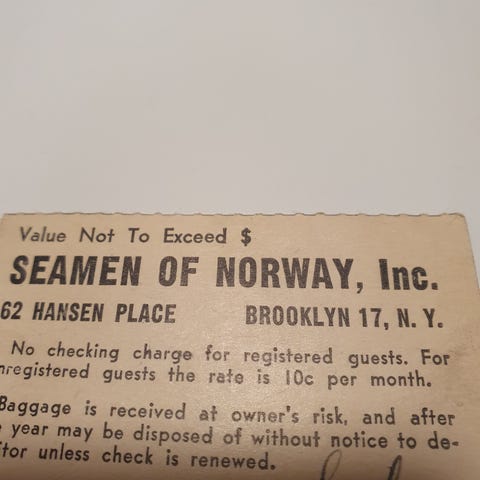 Value Not To Exceed $
SEAMEN OF NORWAY, Inc.
62 HANSEN PLACE BROOKLYN 17, N. Y.
No checking charge for registered guests. For
nregistered guests the rate is 10c per month.
Baggage is received at owner's risk, and after
year may be disposed of without notice to de-
itor unless check is renewed.